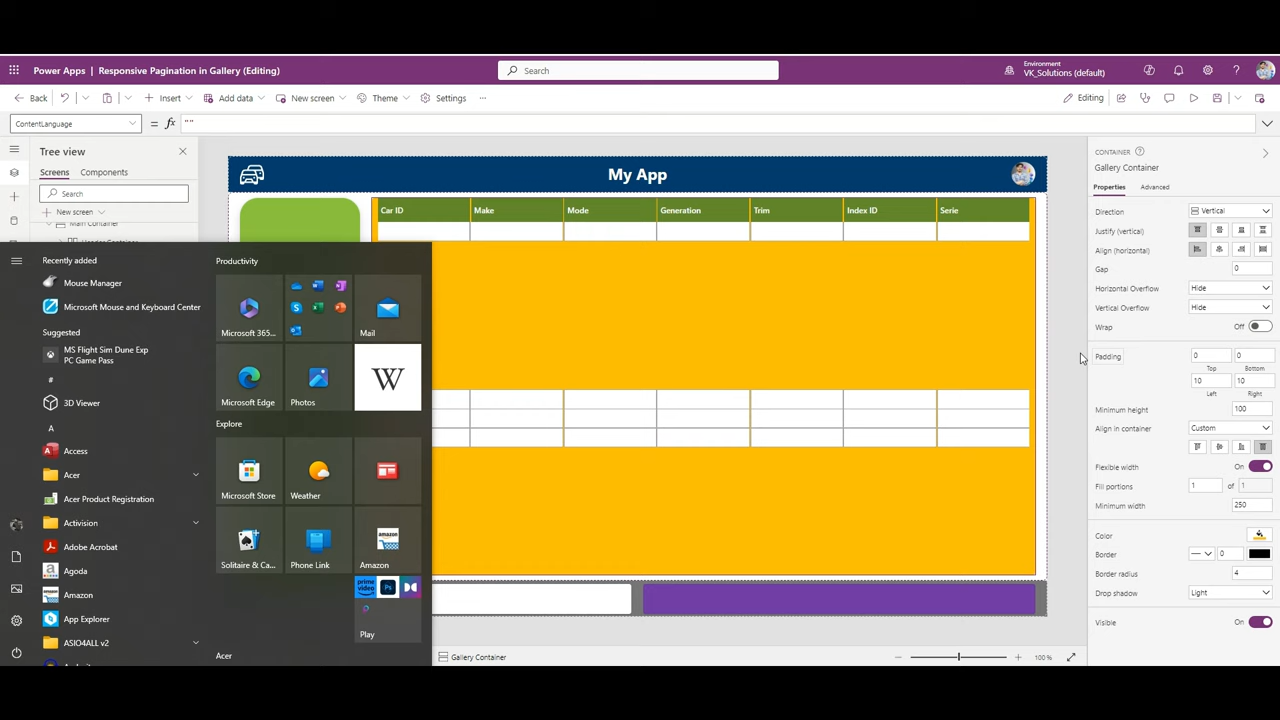 Power Apps | Responsive Pagination in Gallery (Editing)
Search
Environment
VK_Solutions (default)
Back
Insert
Add data
New screen
Theme
Settings
Editing
ContentLanguage
= fx ""
Tree view
Screens Components
Search
New screen
Main Container
My App
Car ID Make Mode Generation Trim Index ID Serie
CONTAINER
Gallery Container
Properties Advanced
Direction Vertical
Justify (vertical)
Align (horizontal)
Gap 0
Horizontal Overflow Hide
Vertical Overflow Hide
Wrap Off
Padding 0 0
Top Bottom
10 10
Left Right
Minimum height 100
Align in container Custom
Flexible width On
Fill portions 1 of 1
Minimum width 250
Color
Border 0
Border radius 4
Drop shadow Light
Visible On
Recently added
Mouse Manager
Microsoft Mouse and Keyboard Center
Suggested
MS Flight Sim Dune Exp
PC Game Pass
#
3D Viewer
A
Access
Acer
Acer Product Registration
Activision
Adobe Acrobat
Agoda
Amazon
App Explorer
ASIO4ALL v2
Productivity
Microsoft 365...
Mail
Microsoft Edge
Photos
W
Explore
Microsoft Store
Weather
Solitaire & Ca...
Phone Link
amazon
Amazon
prime video
Ps
Play
Acer
Gallery Container
100 %